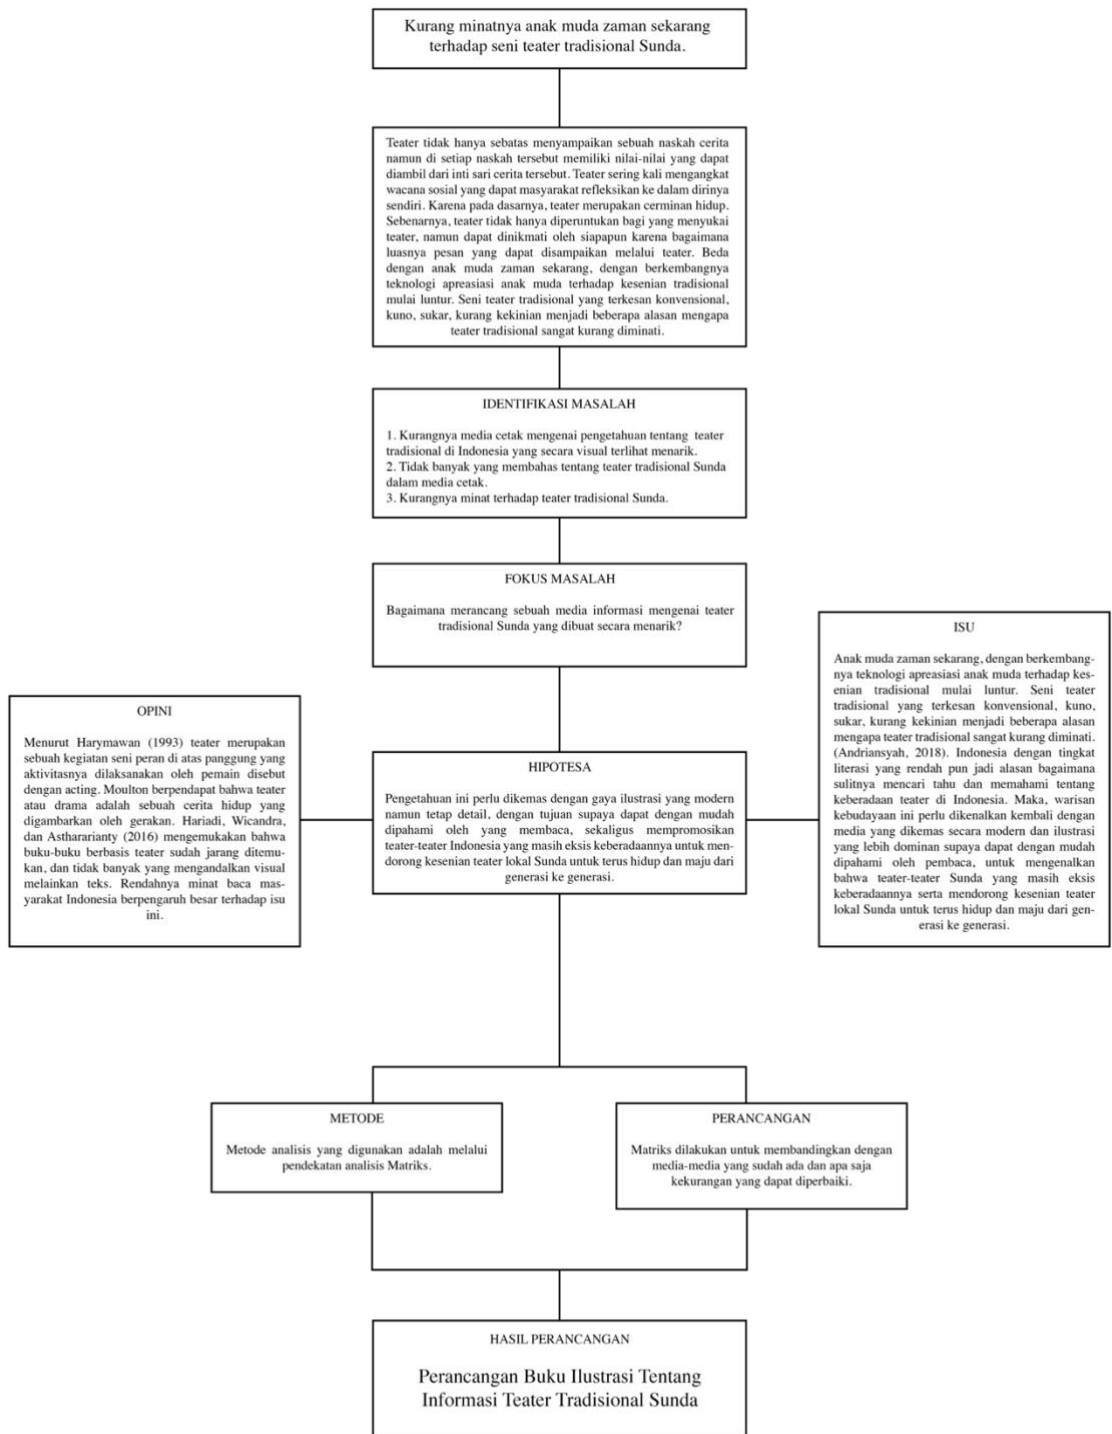 Kurang minatnya anak muda zaman sekarang
terhadap seni teater tradisional Sunda.
Teater tidak hanya sebatas menyampaikan sebuah naskah cerita
namun di setiap naskah tersebut memiliki nilai-nilai yang dapat
diambil dari inti sari cerita tersebut. Teater sering kali mengangkat
wacana sosial yang dapat masyarakat refleksikan ke dalam dirinya
sendiri. Karena pada dasarnya, teater merupakan cerminan hidup.
Sebenarnya, teater tidak hanya diperuntukan bagi yang menyukai
teater, namun dapat dinikmati oleh siapapun karena bagaimana
luasnya pesan yang dapat disampaikan melalui teater. Beda
dengan anak muda zaman sekarang, dengan berkembangnya
teknologi apreasiasi anak muda terhadap kesenian tradisional
mulai luntur. Seni teater tradisional yang terkesan konvensional,
kuno, sukar, kurang kekinian menjadi beberapa alasan mengapa
teater tradisional sangat kurang diminati.
IDENTIFIKASI MASALAH
1. Kurangnya media cetak mengenai pengetahuan tentang teater
tradisional di Indonesia yang secara visual terlihat menarik.
2. Tidak banyak yang membahas tentang teater tradisional Sunda
dalam media cetak.
3. Kurangnya minat terhadap teater tradisional Sunda.
FOKUS MASALAH
Bagaimana merancang sebuah media informasi mengenai teater
tradisional Sunda yang dibuat secara menarik?
OPINI
Menurut Harymawan (1993) teater merupakan
sebuah kegiatan seni peran di atas panggung yang
aktivitasnya dilaksanakan oleh pemain disebut
dengan acting. Moulton berpendapat bahwa teater
atau drama adalah sebuah cerita hidup yang
digambarkan oleh gerakan. Hariadi, Wicandra,
dan Asthararianty (2016) mengemukakan bahwa
buku-buku berbasis teater sudah jarang ditemu-
kan, dan tidak banyak yang mengandalkan visual
melainkan teks. Rendahnya minat baca mas-
yarakat Indonesia berpengaruh besar terhadap isu
ini.
HIPOTESA
Pengetahuan ini perlu dikemas dengan gaya ilustrasi yang modern
namun tetap detail, dengan tujuan supaya dapat dengan mudah
dipahami oleh yang membaca, sekaligus mempromosikan
teater-teater Indonesia yang masih eksis keberadaannya untuk men-
dorong kesenian teater lokal Sunda untuk terus hidup dan maju dari
generasi ke generasi.
ISU
Anak muda zaman sekarang, dengan berkembang-
nya teknologi apreasiasi anak muda terhadap kes-
enian tradisional mulai luntur. Seni teater
tradisional yang terkesan konvensional, kuno,
sukar, kurang kekinian menjadi beberapa alasan
mengapa teater tradisional sangat kurang diminati.
(Andriansyah, 2018). Indonesia dengan tingkat
literasi yang rendah pun jadi alasan bagaimana
sulitnya mencari tahu dan memahami tentang
keberadaan teater di Indonesia. Maka, warisan
kebudayaan ini perlu dikenalkan kembali dengan
media yang dikemas secara modern dan ilustrasi
yang lebih dominan supaya dapat dengan mudah
dipahami oleh pembaca, untuk mengenalkan
bahwa teater-teater Sunda yang masih eksis
keberadaannya serta mendorong kesenian teater
lokal Sunda untuk terus hidup dan maju dari gen-
erasi ke generasi.
METODE
Metode analisis yang digunakan adalah melalui
pendekatan analisis Matriks.
PERANCANGAN
Matriks dilakukan untuk membandingkan dengan
media-media yang sudah ada dan apa saja
kekurangan yang dapat diperbaiki.
HASIL PERANCANGAN
Perancangan Buku Ilustrasi Tentang
Informasi Teater Tradisional Sunda